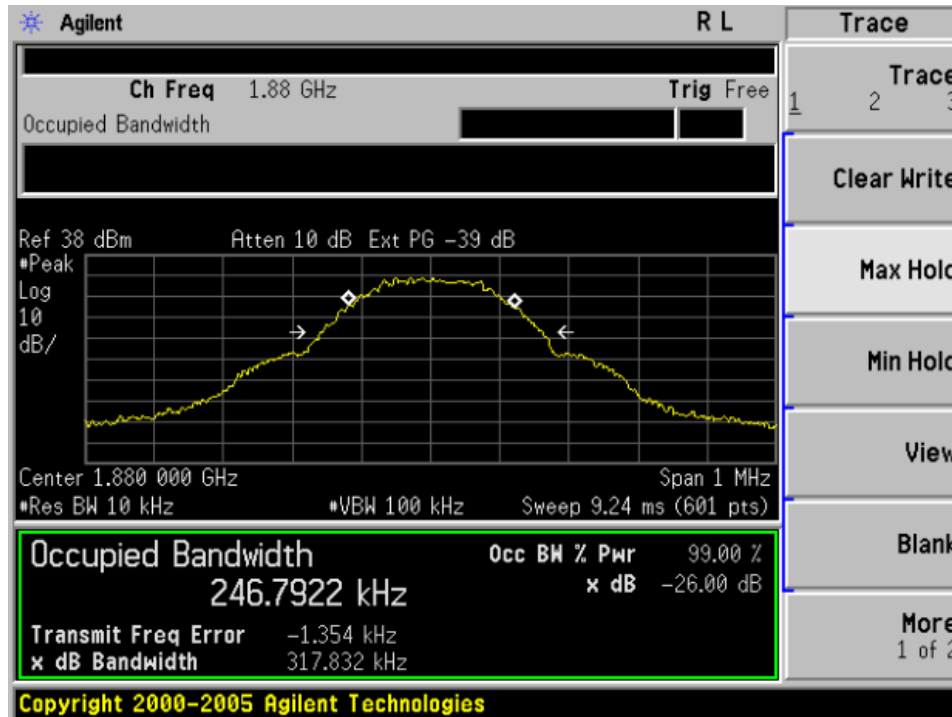 Agilent R L Trace
Ch Freq 1.88 GHz Trig Free
Occupied Bandwidth
Trace
1 2 3
Clear Write
Max Hold
Min Hold
View
Blank
More
1 of 2
Ref 38 dBm Atten 10 dB Ext PG -39 dB
#Peak
Log
10
dB/
Center 1.880 000 GHz Span 1 MHz
#Res BW 10 kHz #VBW 100 kHz Sweep 9.24 ms (601 pts)
Occupied Bandwidth
246.7922 kHz
Occ BW % Pwr 99.00 %
x dB -26.00 dB
Transmit Freq Error -1.354 kHz
x dB Bandwidth 317.832 kHz
Copyright 2000-2005 Agilent Technologies